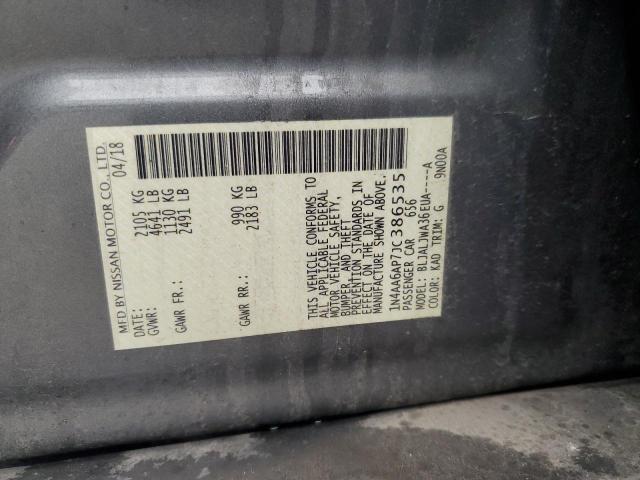 MFD BY NISSAN MOTOR CO., LTD.
DATE: 04/18
GVWR: 2105 KG
4641 LB
GAWR FR.: 1130 KG
2491 LB
GAWR RR.: 990 KG
2183 LB
THIS VEHICLE CONFORMS TO
ALL APPLICABLE FEDERAL
MOTOR VEHICLE SAFETY,
BUMPER, AND THEFT
PREVENTION STANDARDS IN
EFFECT ON THE DATE OF
MANUFACTURE SHOWN ABOVE.
1N4AA6AP7JC386535
PASSENGER CAR 656
MODEL: BLJALJWA36EUA----A
COLOR: KAD TRIM: G 9N00A